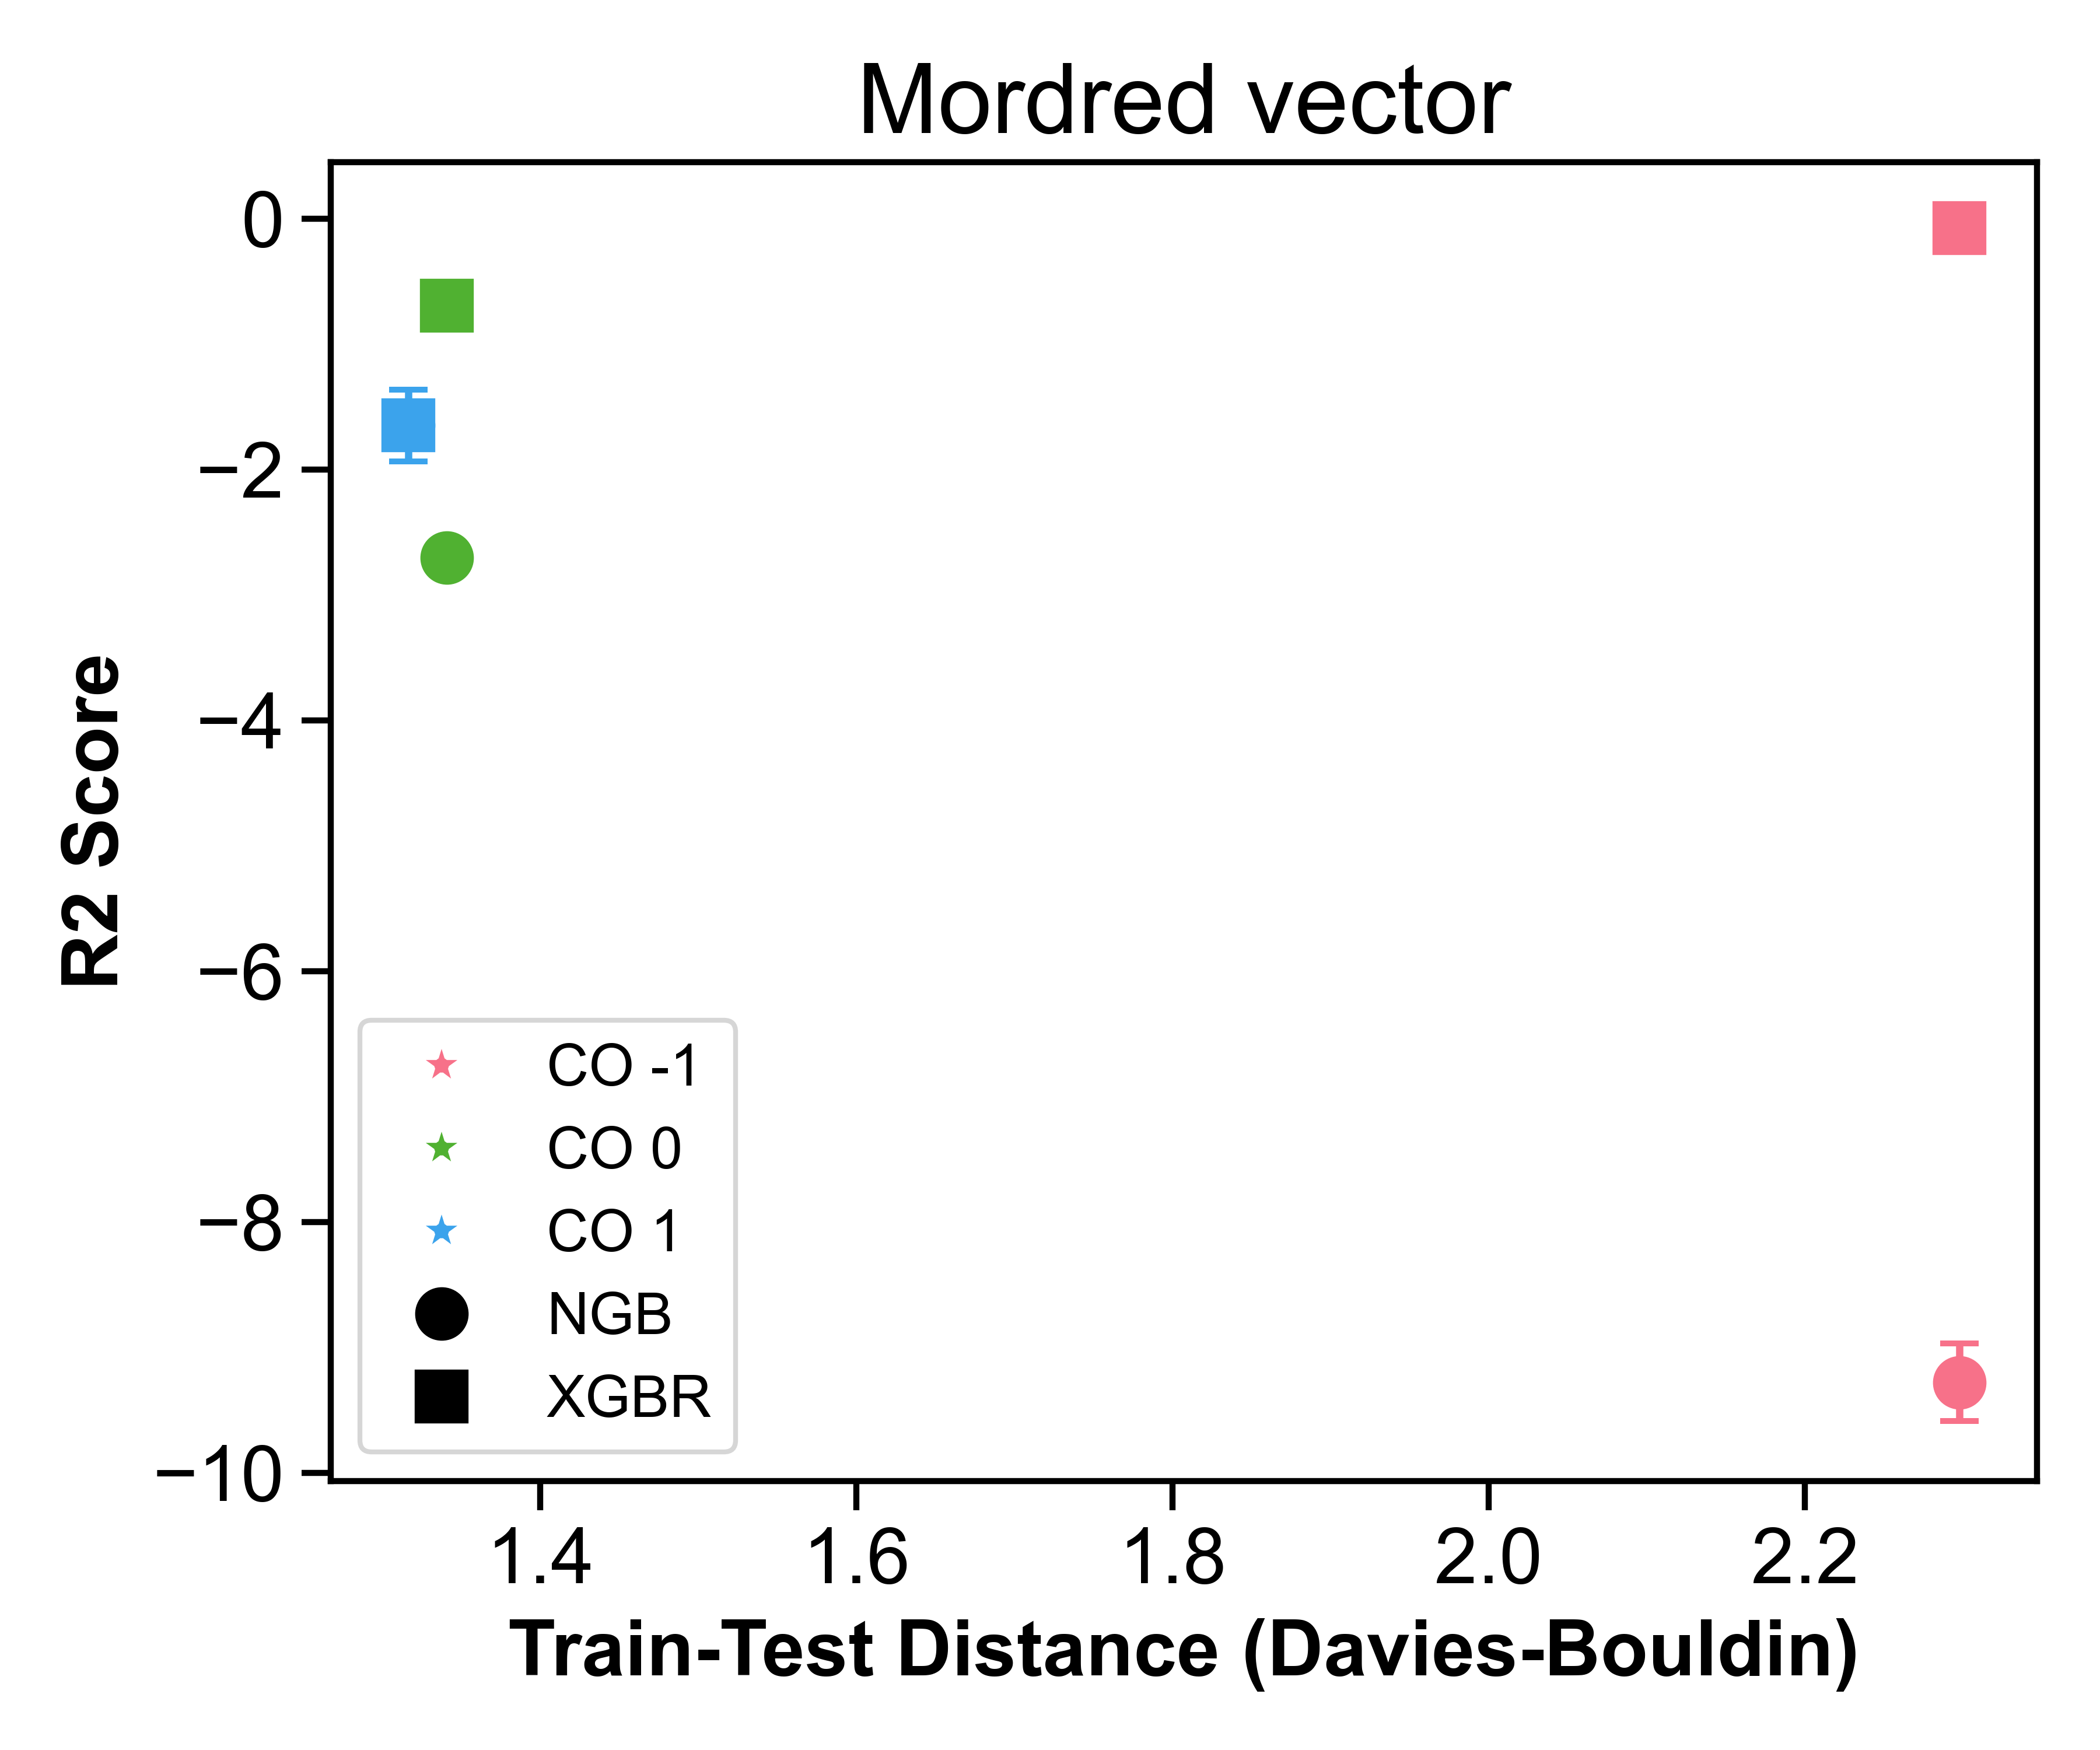 Mordred vector
R2 Score
0
−2
−4
−6
−8
−10
CO -1
CO 0
CO 1
NGB
XGBR
1.4 1.6 1.8 2.0 2.2
Train-Test Distance (Davies-Bouldin)